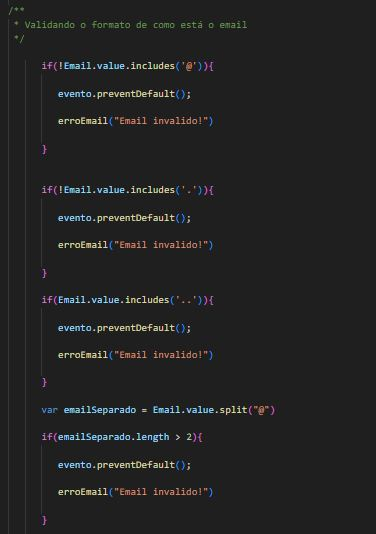 /**
* Validando o formato de como está o email
*/
if(!Email.value.includes('@')){
evento.preventDefault();
erroEmail("Email invalido!")
}
if(!Email.value.includes('.')){
evento.preventDefault();
erroEmail("Email invalido!")
}
if(Email.value.includes('..')){
evento.preventDefault();
erroEmail("Email invalido!")
}
var emailSeparado = Email.value.split("@")
if(emailSeparado.length > 2){
evento.preventDefault();
erroEmail("Email invalido!")
}